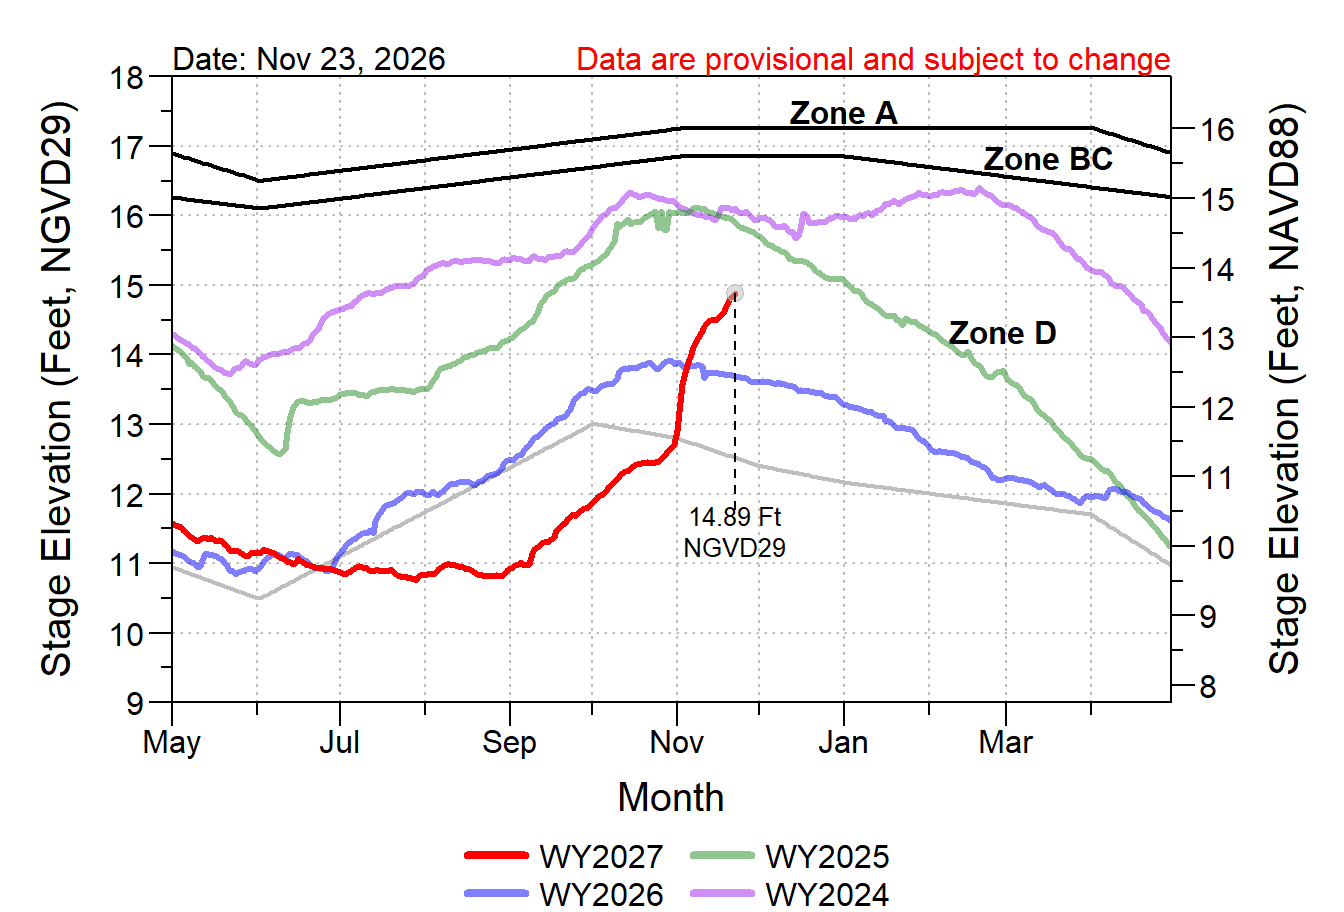 Date: Nov 23, 2026
Data are provisional and subject to change
Stage Elevation (Feet, NGVD29)
18
17
16
15
14
13
12
11
10
9
Zone A
Zone BC
Zone D
14.89 Ft
NGVD29
16
15
14
13
12
11
10
9
8
Stage Elevation (Feet, NAVD88)
May
Jul
Sep
Nov
Jan
Mar
Month
WY2027
WY2025
WY2026
WY2024